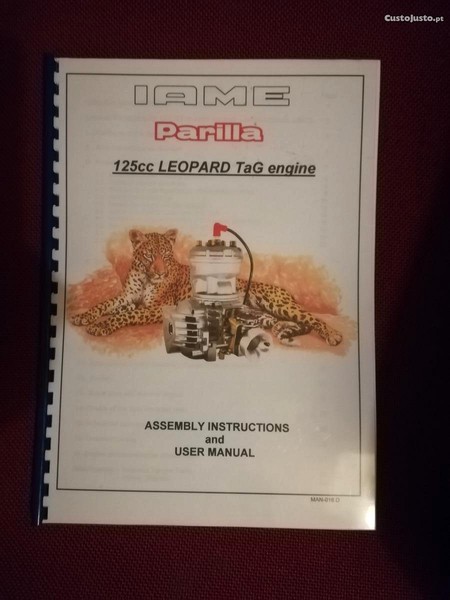 CustoJusto.pt
IAME
Parilla
125cc LEOPARD TaG engine
ASSEMBLY INSTRUCTIONS
and
USER MANUAL